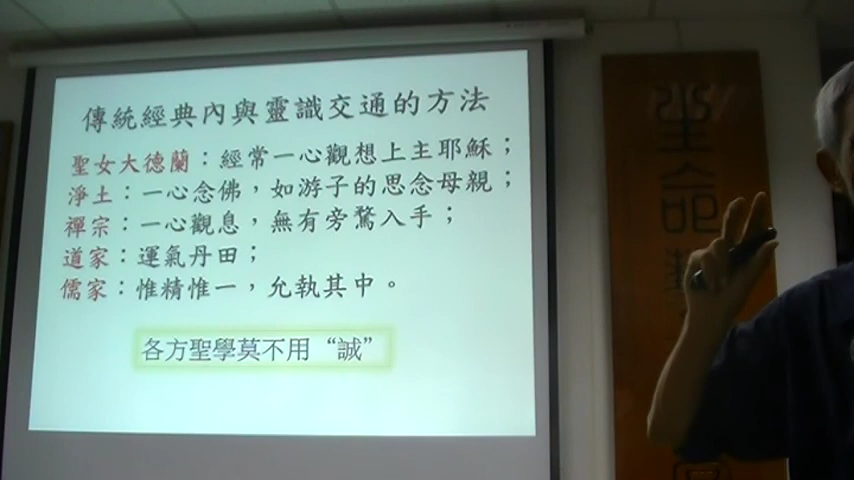 傳統經典內與靈識交通的方法
聖女大德蘭：經常一心觀想上主耶穌；
淨土：一心念佛，如游子的思念母親；
禪宗：一心觀息，無有旁驁入手；
道家：運氣丹田；
儒家：惟精惟一，允執其中。
各方聖學莫不用“誠”
生命